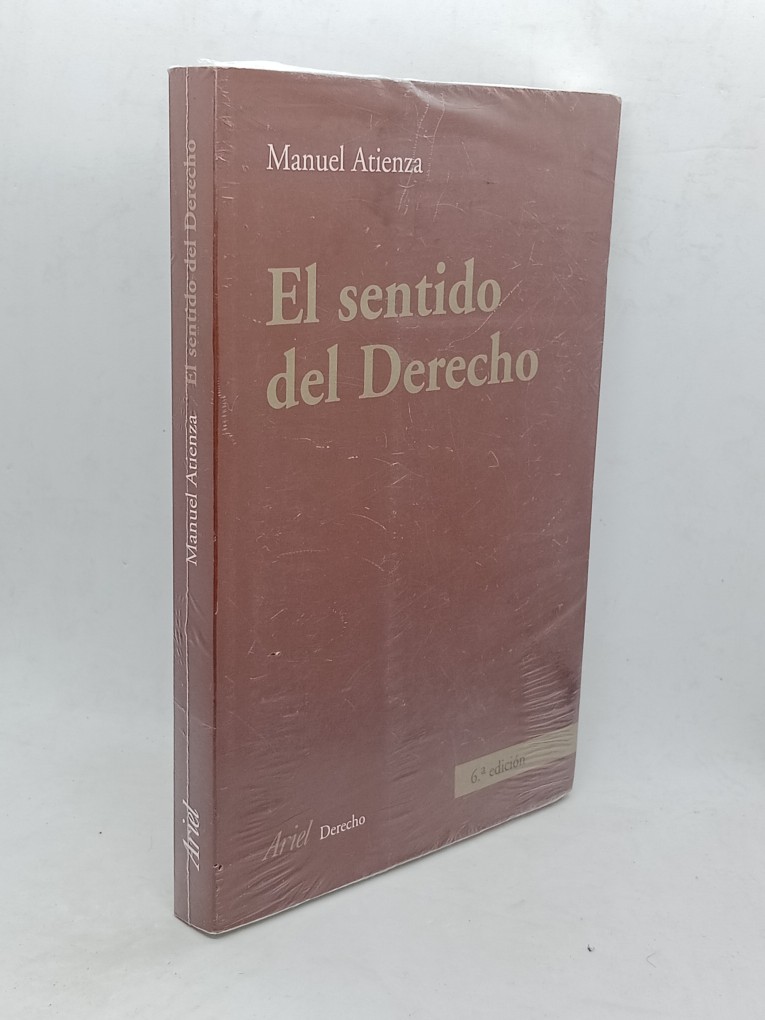 Manuel Atienza
El sentido
del Derecho
6.ª edición
Ariel Derecho
Ariel Manuel Atienza El sentido del Derecho